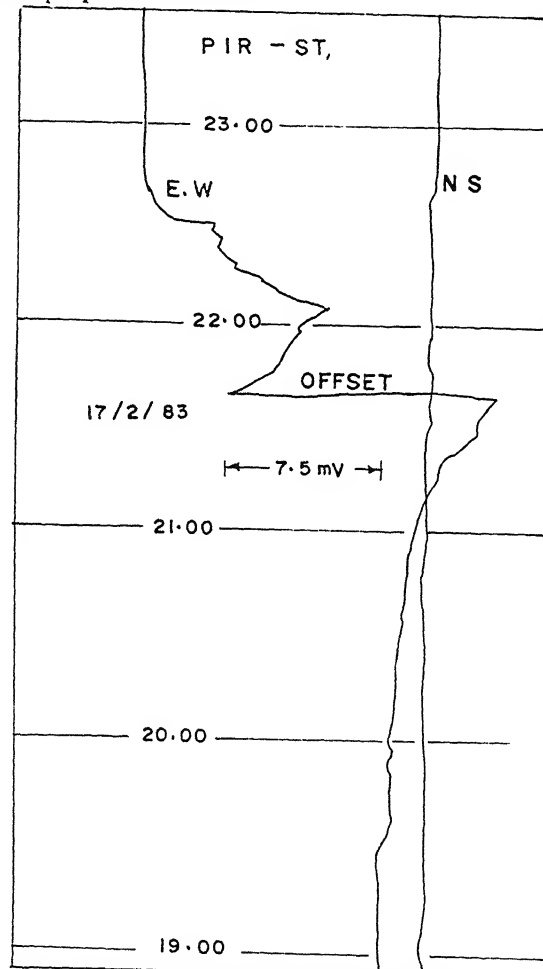 PIR - ST,
23.00
E.W
NS
22.00
OFFSET
17/2/83
7.5 mV
21.00
20.00
19.00